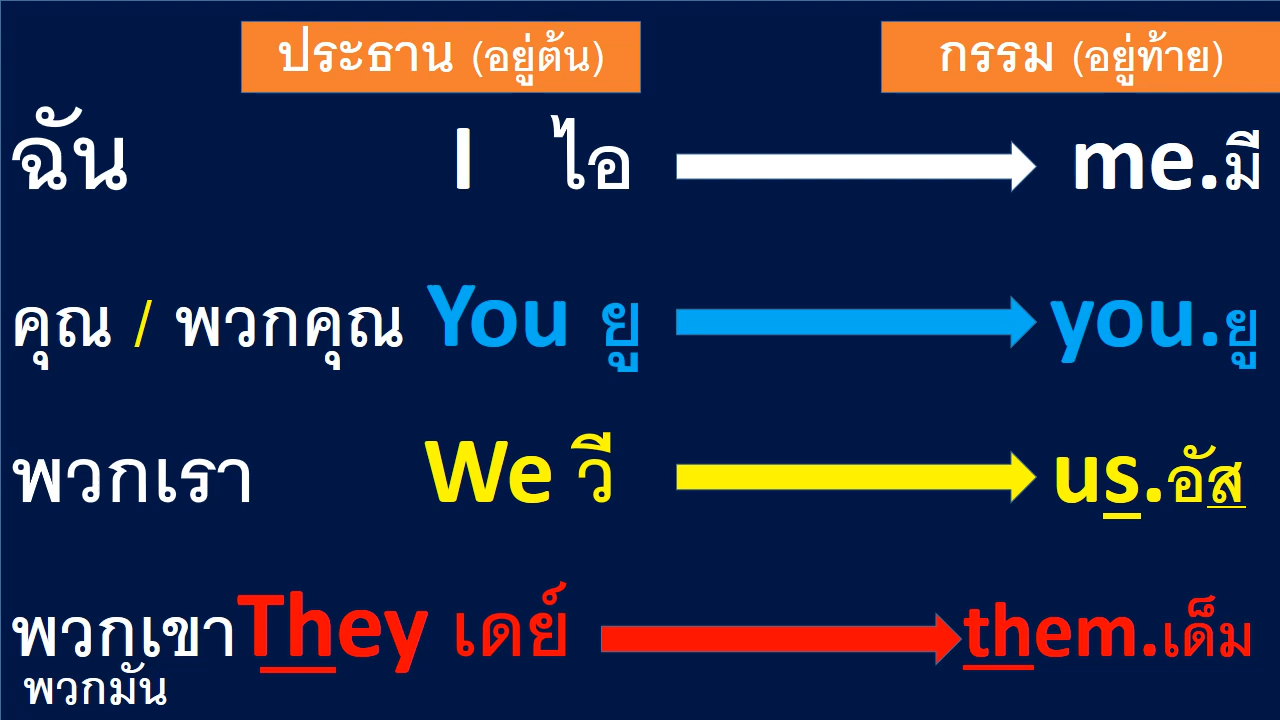 ประธาน (อยู่ต้น) กรรม (อยู่ท้าย)
ฉัน I ไอ me.มี
คุณ / พวกคุณ You ยู you.ยู
พวกเรา We วี us.อัส
พวกเขา They เดย์ them.เด็ม
พวกมัน